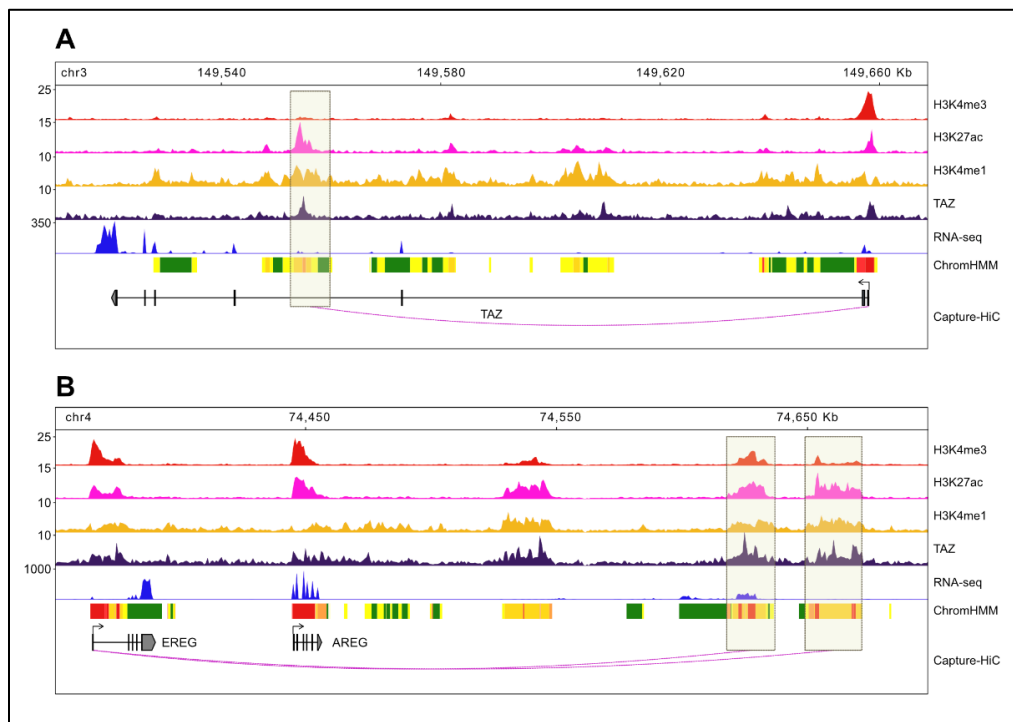 A
chr3 149,540 149,580 149,620 149,660 Kb
25
H3K4me3
15
H3K27ac
10
H3K4me1
10
TAZ
350
RNA-seq
ChromHMM
TAZ
Capture-HiC
B
chr4 74,450 74,550 74,650 Kb
25
H3K4me3
15
H3K27ac
10
H3K4me1
10
TAZ
1000
RNA-seq
ChromHMM
EREG AREG
Capture-HiC